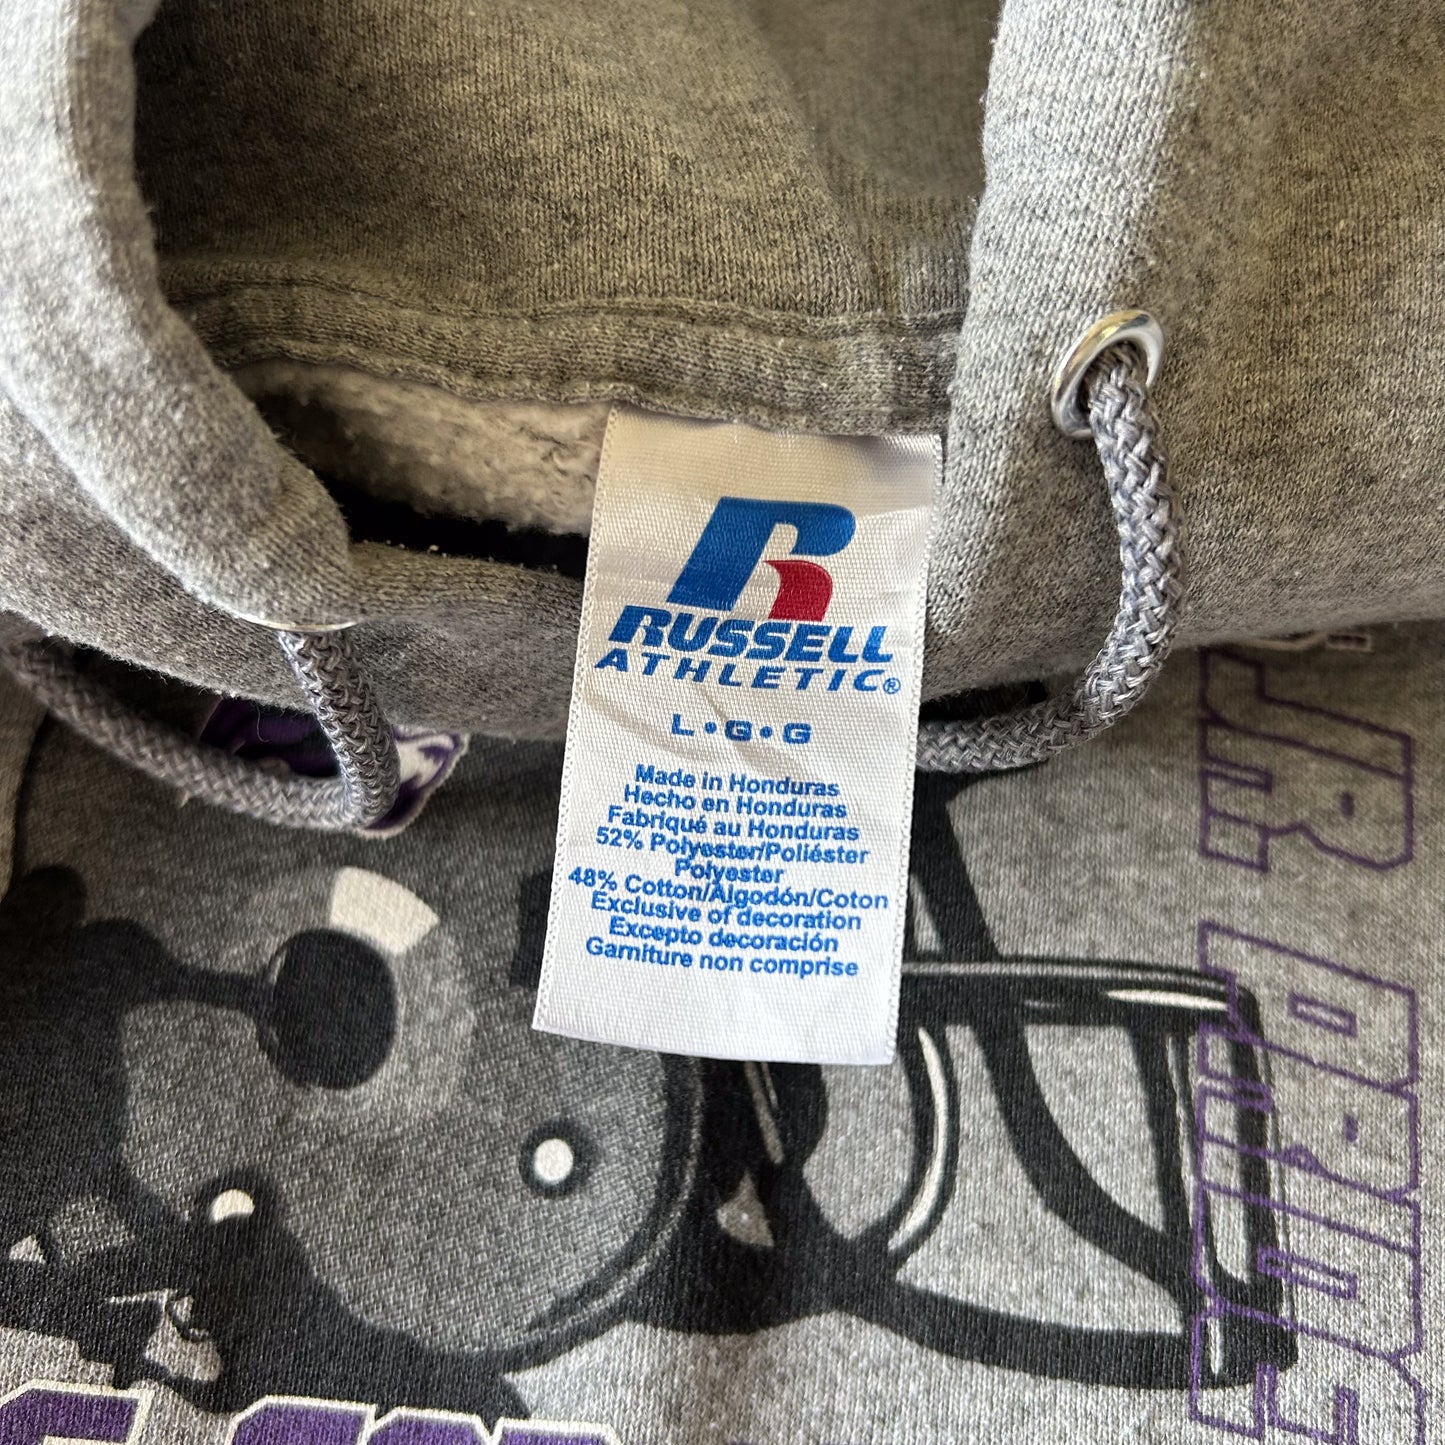 RUSSELL
ATHLETIC®
L•G•G
Made in Honduras
Hecho en Honduras
Fabriqué au Honduras
52% Polyester/Poliéster
Polyester
48% Cotton/Algodón/Coton
Exclusive of decoration
Excepto decoración
Garniture non comprise
JR